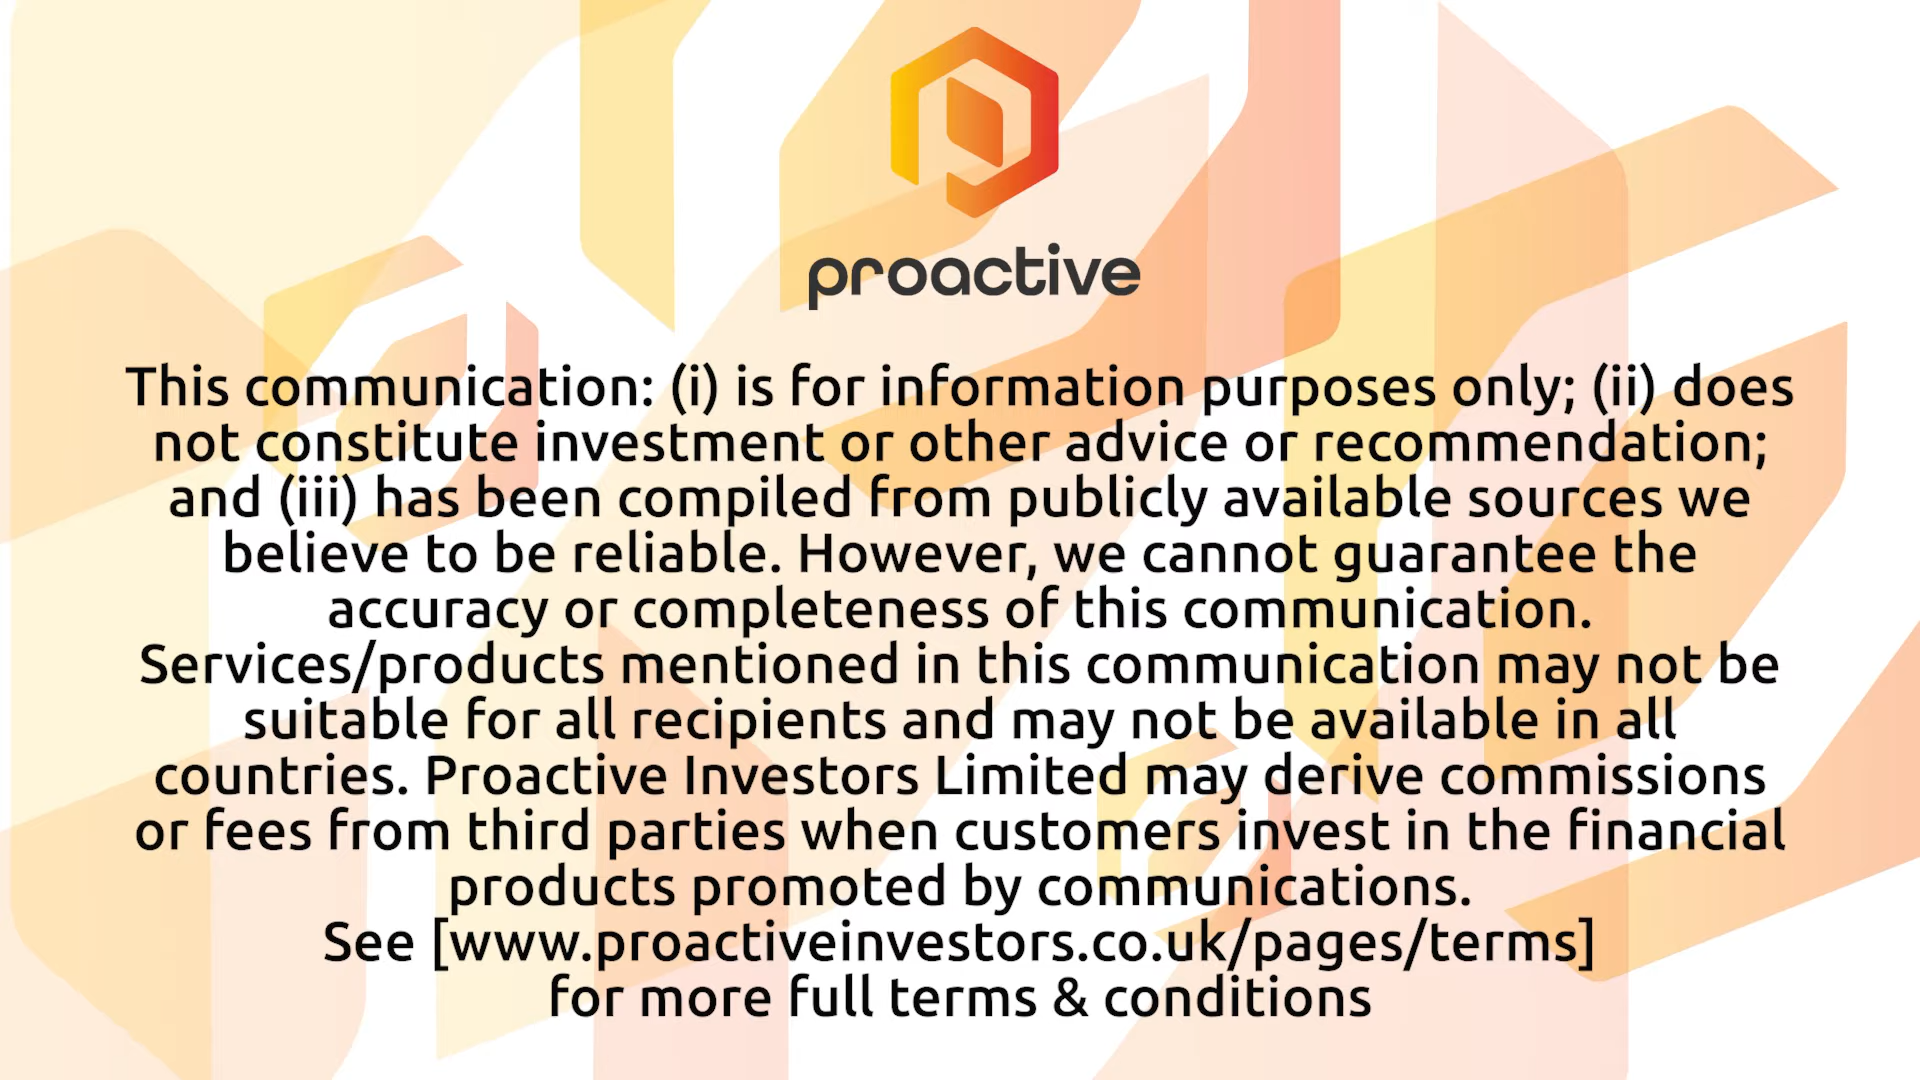 proactive
This communication: (i) is for information purposes only; (ii) does
not constitute investment or other advice or recommendation;
and (iii) has been compiled from publicly available sources we
believe to be reliable. However, we cannot guarantee the
accuracy or completeness of this communication.
Services/products mentioned in this communication may not be
suitable for all recipients and may not be available in all
countries. Proactive Investors Limited may derive commissions
or fees from third parties when customers invest in the financial
products promoted by communications.
See [www.proactiveinvestors.co.uk/pages/terms]
for more full terms & conditions